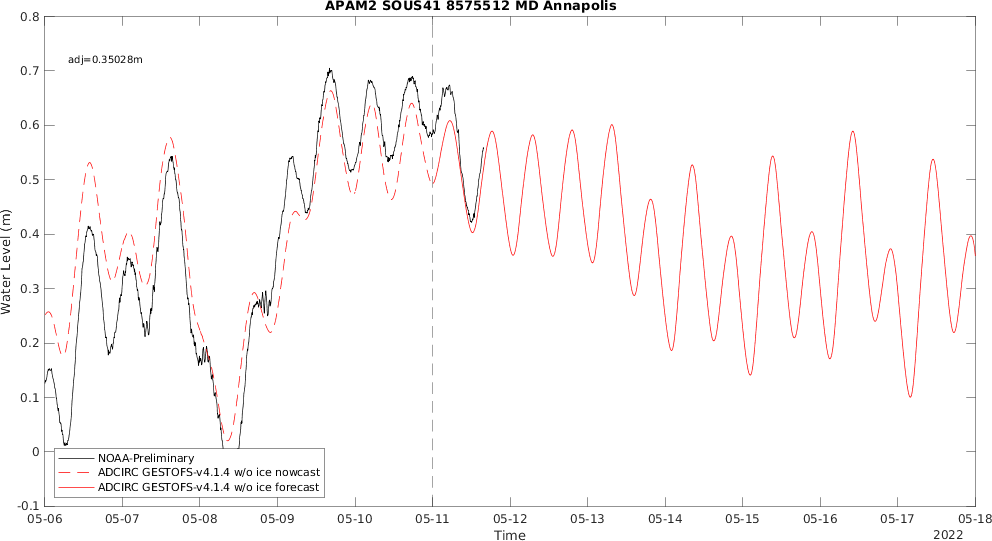 APAM2 SOUS41 8575512 MD Annapolis
adj=0.35028m
0.8
0.7
0.6
0.5
0.4
0.3
0.2
0.1
0
-0.1
Water Level (m)
NOAA-Preliminary
ADCIRC GESTOFS-v4.1.4 w/o ice nowcast
ADCIRC GESTOFS-v4.1.4 w/o ice forecast
05-06 05-07 05-08 05-09 05-10 05-11 05-12 05-13 05-14 05-15 05-16 05-17 05-18
Time
2022